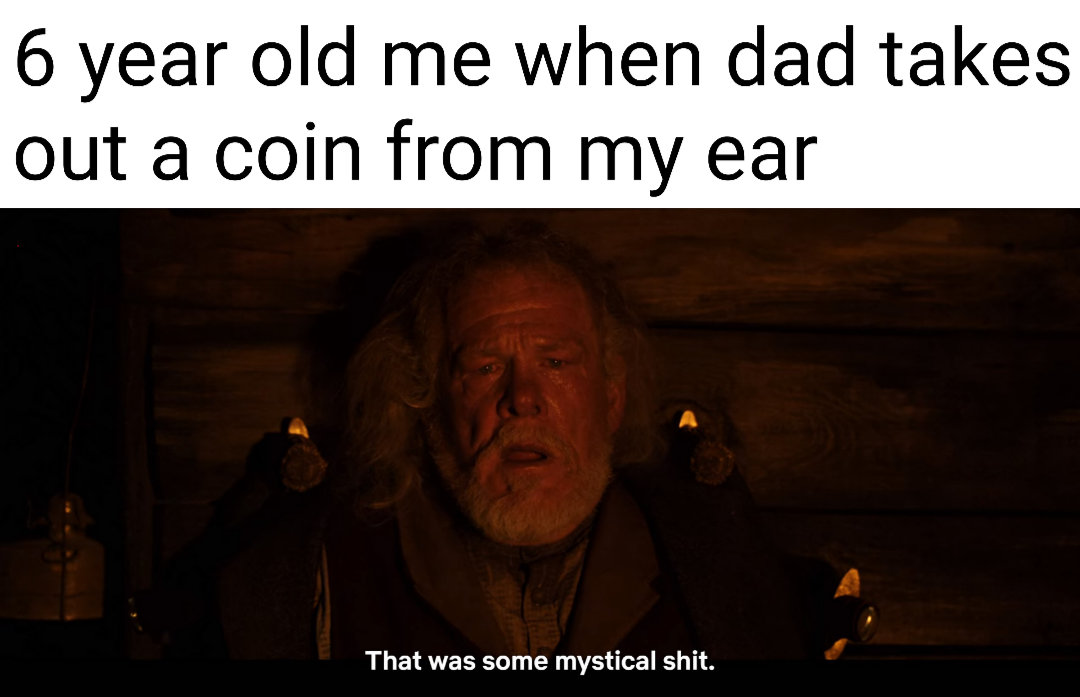 6 year old me when dad takes
out a coin from my ear
That was some mystical shit.